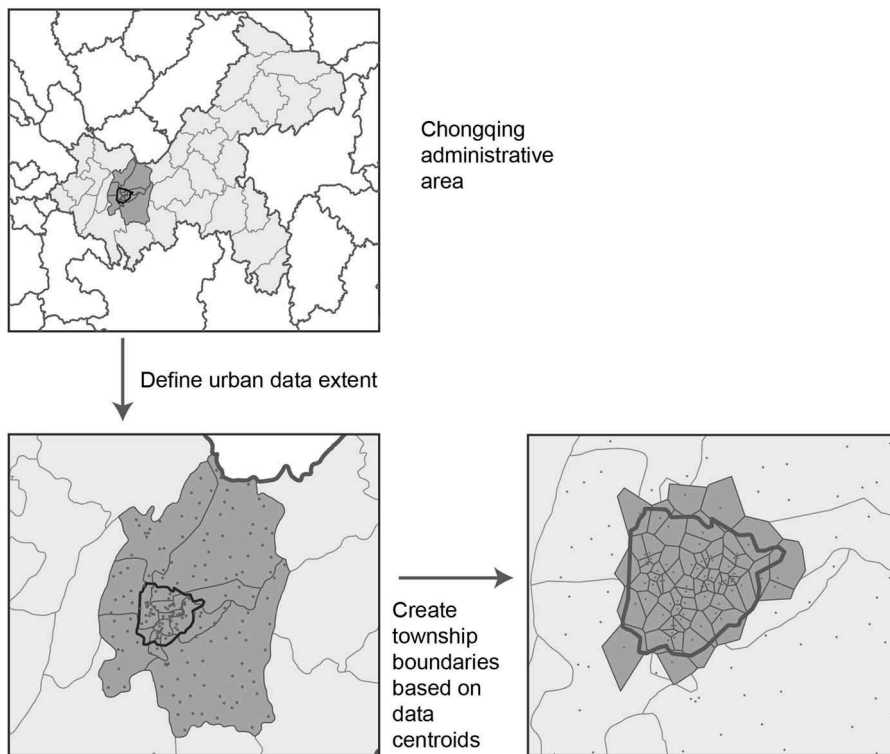 Chongqing
administrative
area
Define urban data extent
Create
township
boundaries
based on
data
centroids